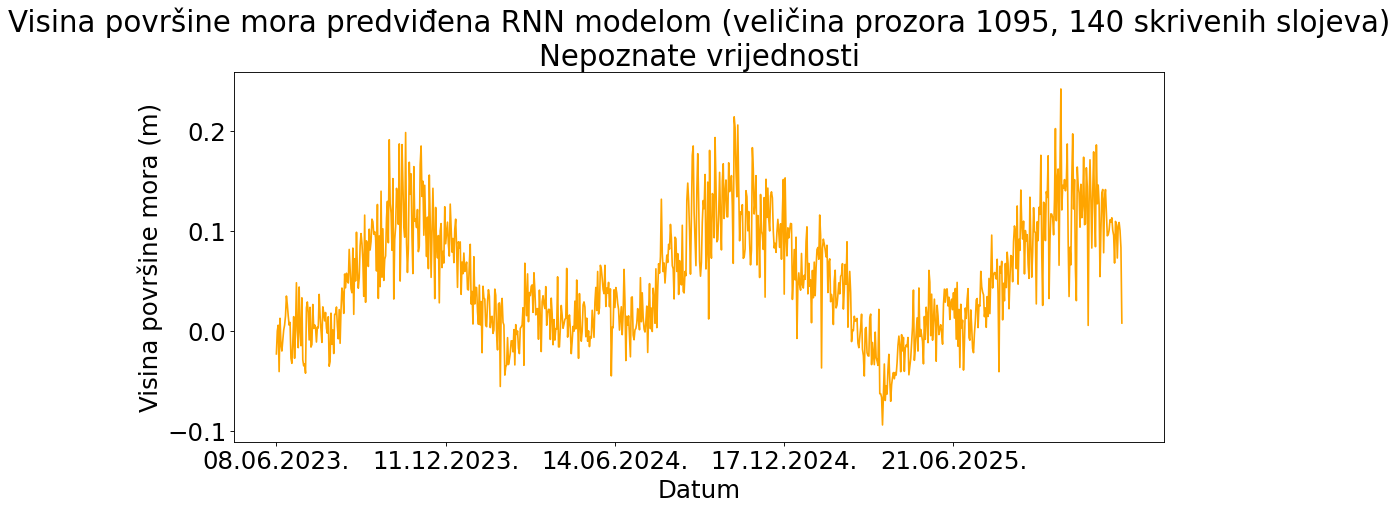 Visina površine mora predviđena RNN modelom (veličina prozora 1095, 140 skrivenih slojeva)
Nepoznate vrijednosti
Visina površine mora (m)
0.2
0.1
0.0
−0.1
08.06.2023. 11.12.2023. 14.06.2024. 17.12.2024. 21.06.2025.
Datum